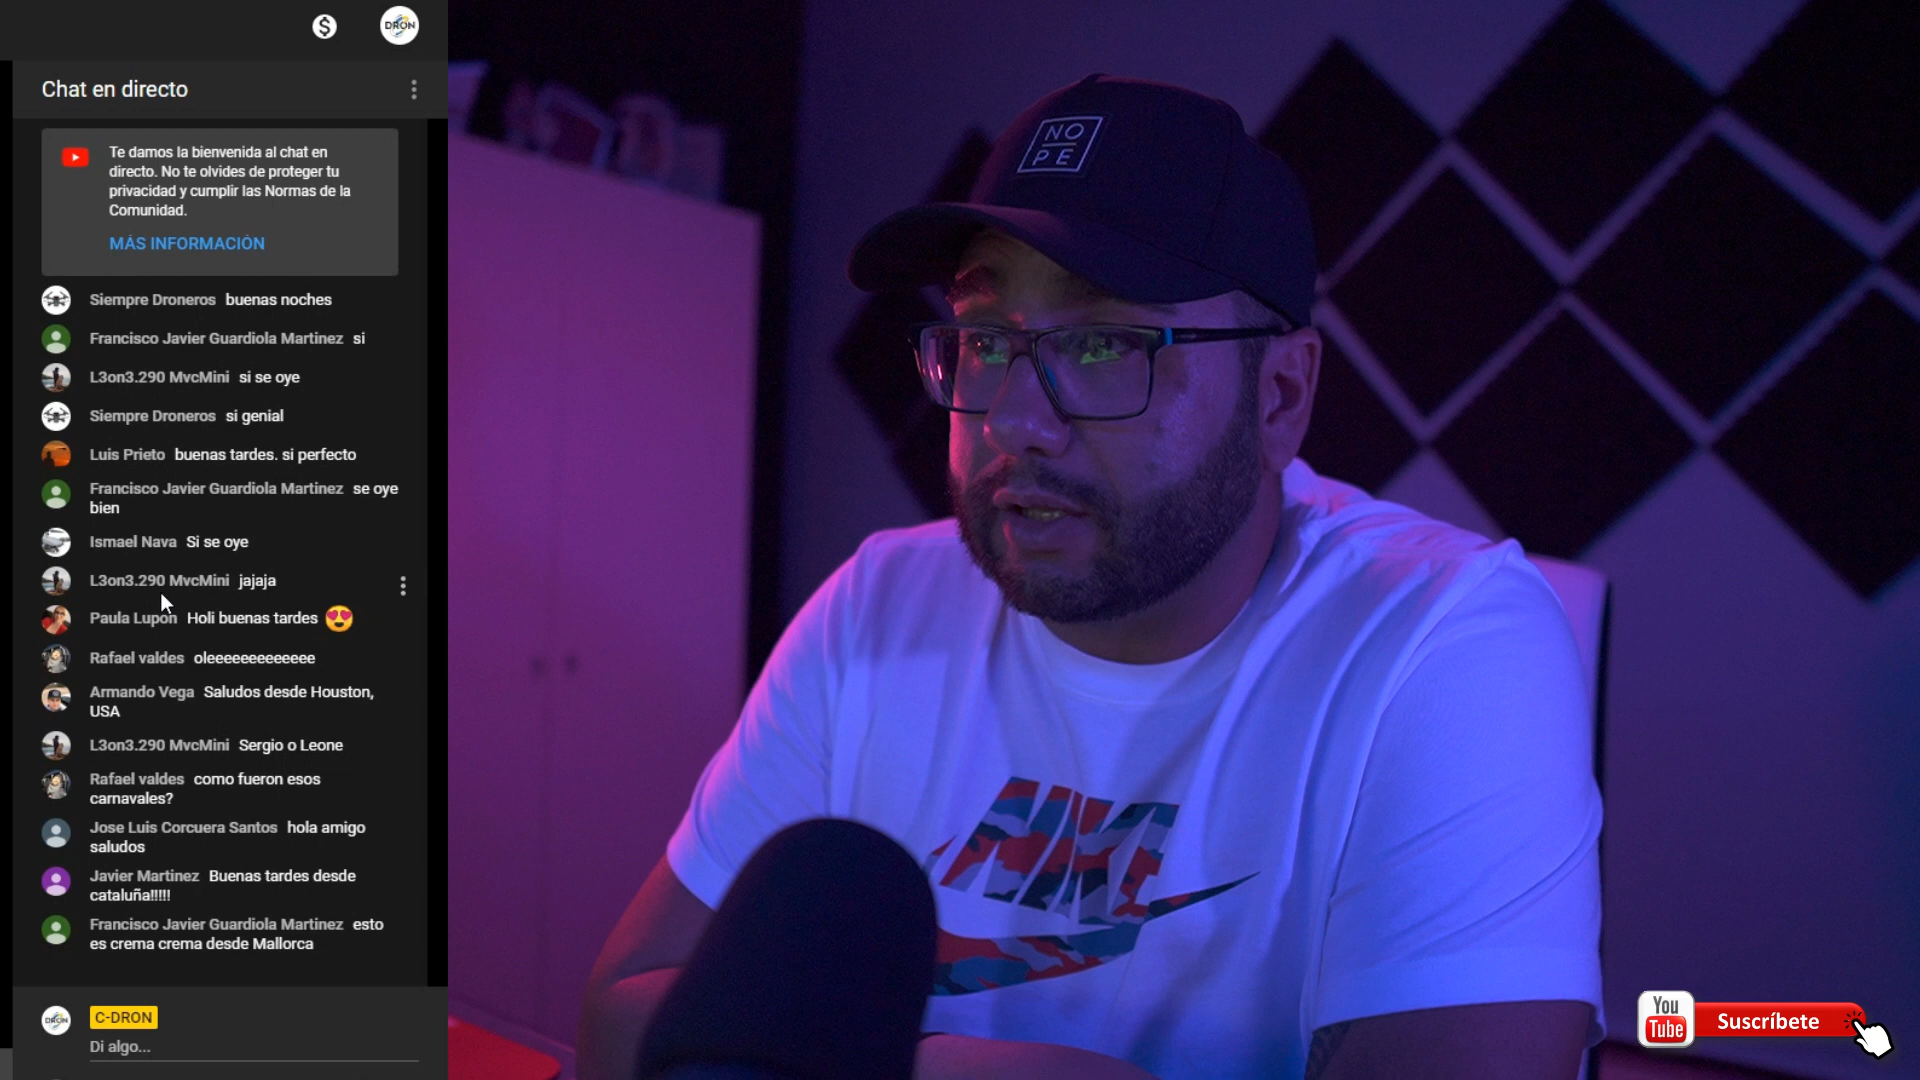 DRON
Chat en directo
Te damos la bienvenida al chat en
directo. No te olvides de proteger tu
privacidad y cumplir las Normas de la
Comunidad.
MÁS INFORMACIÓN
Siempre Droneros buenas noches
Francisco Javier Guardiola Martinez si
L3on3.290 MvcMini si se oye
Siempre Droneros si genial
Luis Prieto buenas tardes. si perfecto
Francisco Javier Guardiola Martinez se oye
bien
Ismael Nava Si se oye
L3on3.290 MvcMini jajaja
Paula Lupon Holi buenas tardes 😍
Rafael valdes oleeeeeeeeeeeee
Armando Vega Saludos desde Houston,
USA
L3on3.290 MvcMini Sergio o Leone
Rafael valdes como fueron esos
carnavales?
Jose Luis Corcuera Santos hola amigo
saludos
Javier Martinez Buenas tardes desde
cataluña!!!!!
Francisco Javier Guardiola Martinez esto
es crema crema desde Mallorca
DRON
C-DRON
Di algo...
NO
PE
NIKE
You
Tube
Suscríbete